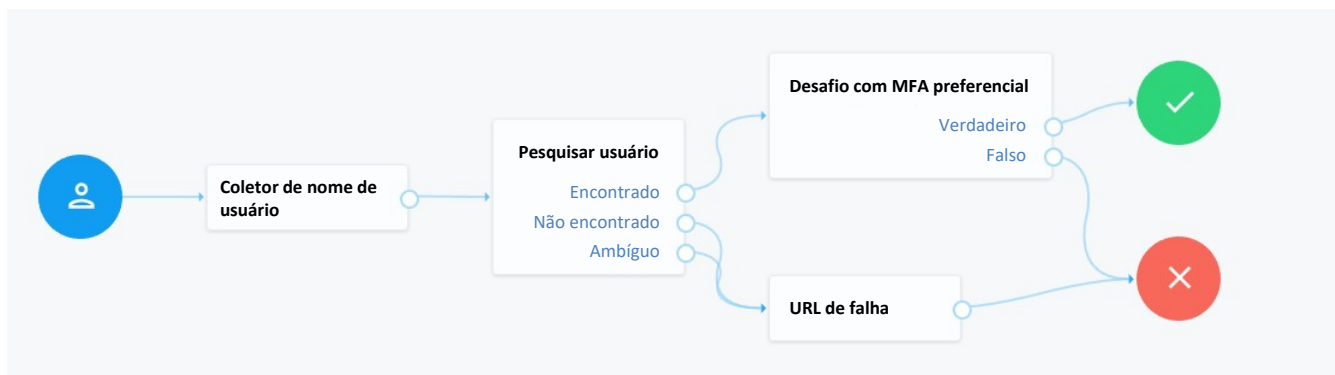 Coletor de nome de
usuário
Pesquisar usuário
Encontrado
Não encontrado
Ambíguo
Desafio com MFA preferencial
Verdadeiro
Falso
URL de falha